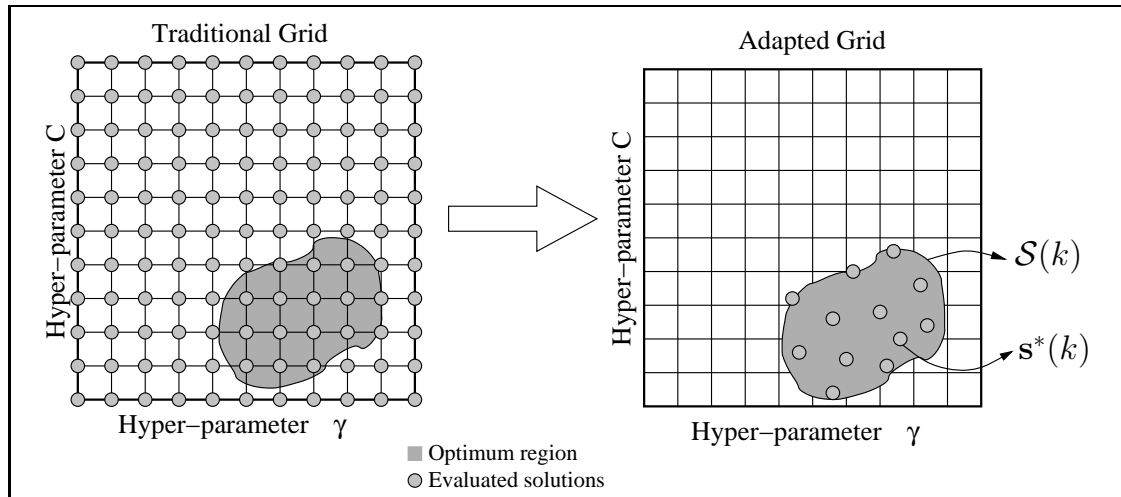 Traditional Grid
Hyper−parameter C
Hyper−parameter γ
Adapted Grid
Hyper−parameter C
S(k)
s*(k)
Hyper−parameter γ
Optimum region
Evaluated solutions